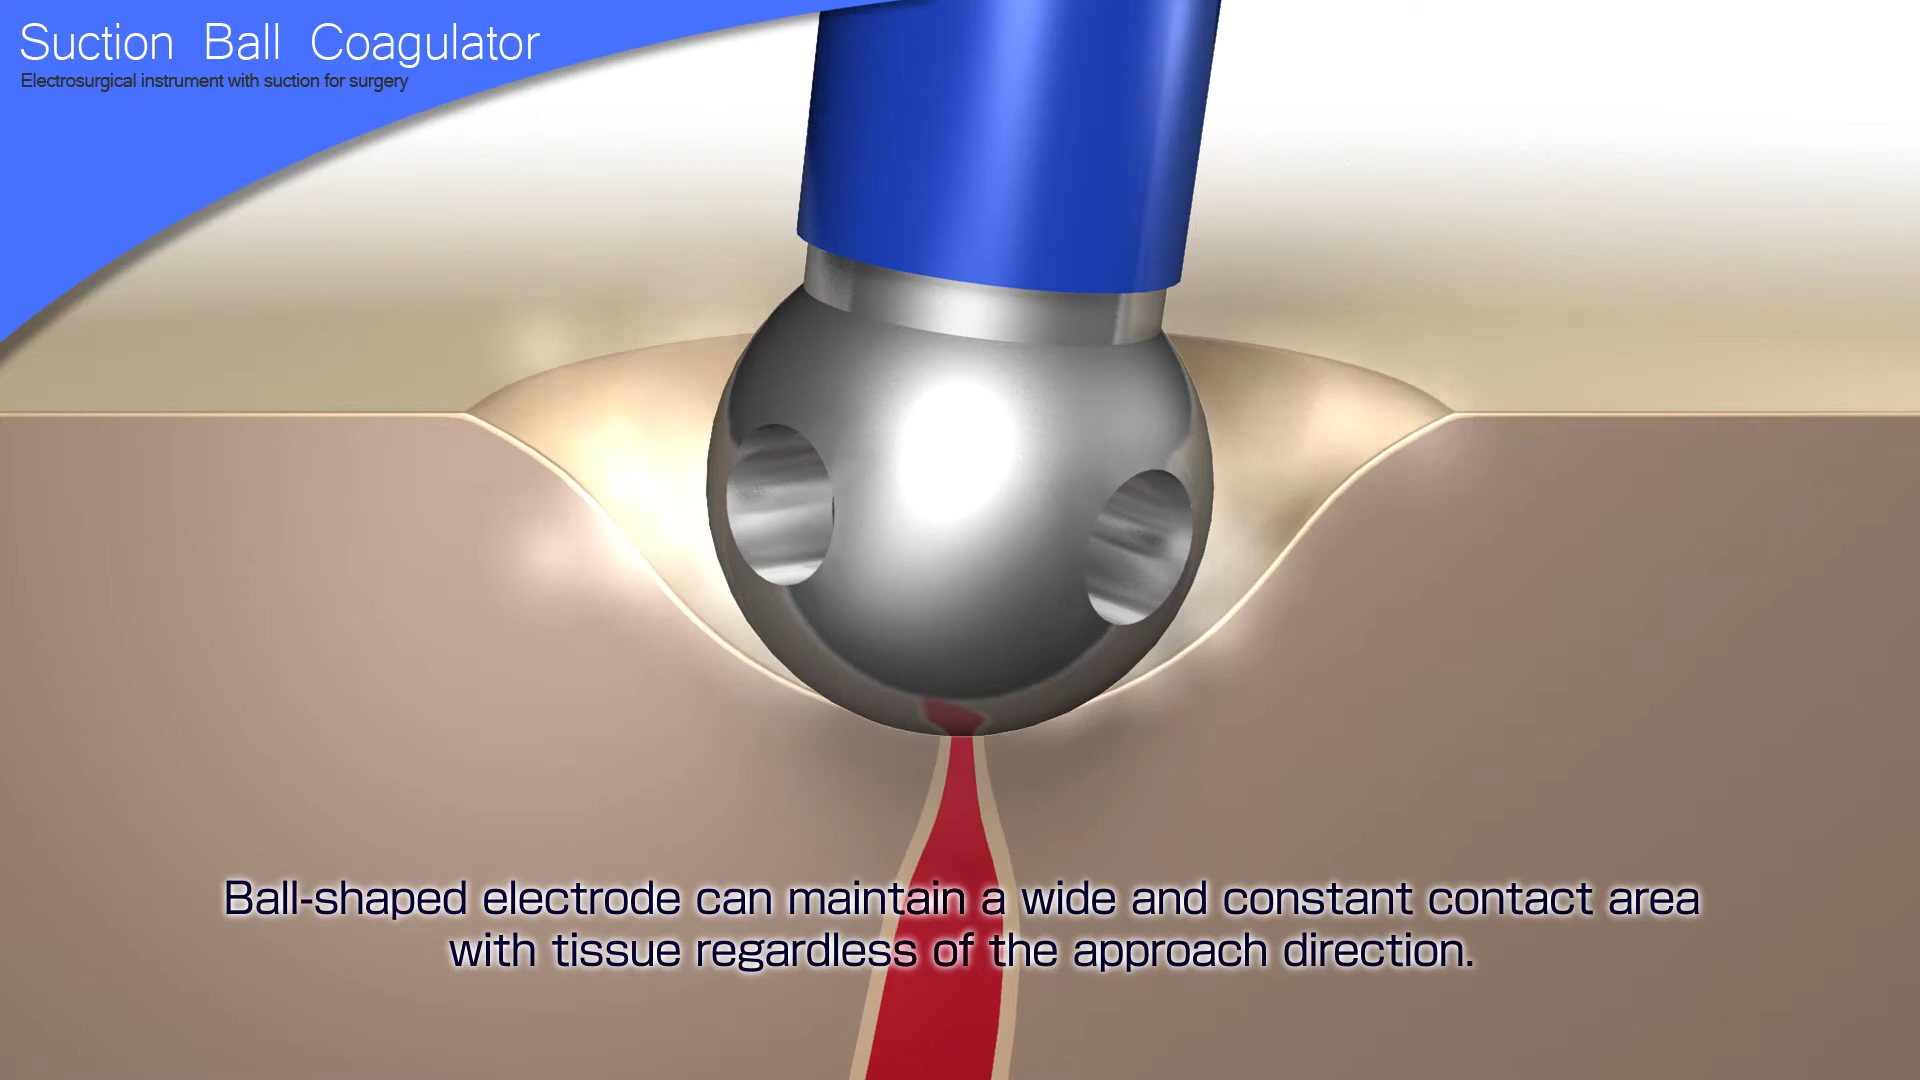 Suction Ball Coagulator
Electrosurgical instrument with suction for surgery
Ball-shaped electrode can maintain a wide and constant contact area
with tissue regardless of the approach direction.